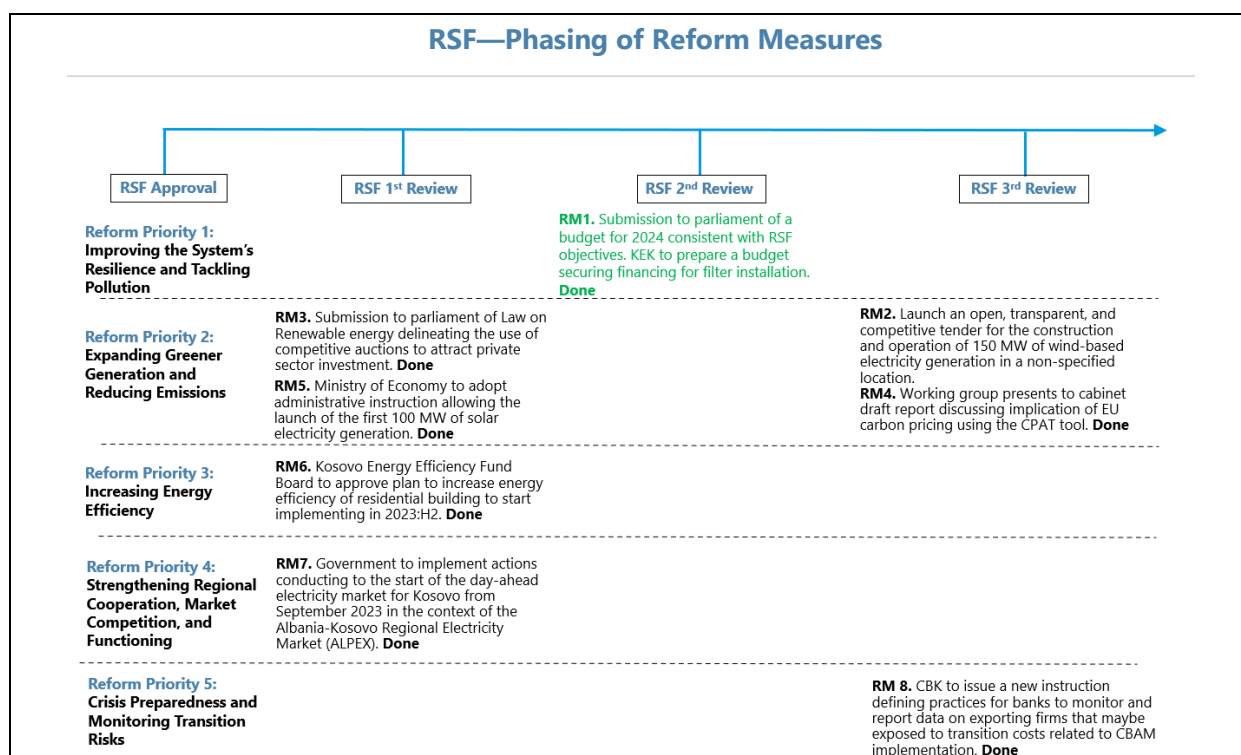 RSF—Phasing of Reform Measures
RSF Approval
RSF 1st Review
RSF 2nd Review
RSF 3rd Review
Reform Priority 1:
Improving the System’s
Resilience and Tackling
Pollution
RM1. Submission to parliament of a
budget for 2024 consistent with RSF
objectives. KEK to prepare a budget
securing financing for filter installation.
Done
Reform Priority 2:
Expanding Greener
Generation and
Reducing Emissions
RM3. Submission to parliament of Law on
Renewable energy delineating the use of
competitive auctions to attract private
sector investment. Done
RM5. Ministry of Economy to adopt
administrative instruction allowing the
launch of the first 100 MW of solar
electricity generation. Done
RM2. Launch an open, transparent, and
competitive tender for the construction
and operation of 150 MW of wind-based
electricity generation in a non-specified
location.
RM4. Working group presents to cabinet
draft report discussing implication of EU
carbon pricing using the CPAT tool. Done
Reform Priority 3:
Increasing Energy
Efficiency
RM6. Kosovo Energy Efficiency Fund
Board to approve plan to increase energy
efficiency of residential building to start
implementing in 2023:H2. Done
Reform Priority 4:
Strengthening Regional
Cooperation, Market
Competition, and
Functioning
RM7. Government to implement actions
conducting to the start of the day-ahead
electricity market for Kosovo from
September 2023 in the context of the
Albania-Kosovo Regional Electricity
Market (ALPEX). Done
Reform Priority 5:
Crisis Preparedness and
Monitoring Transition
Risks
RM 8. CBK to issue a new instruction
defining practices for banks to monitor and
report data on exporting firms that maybe
exposed to transition costs related to CBAM
implementation. Done